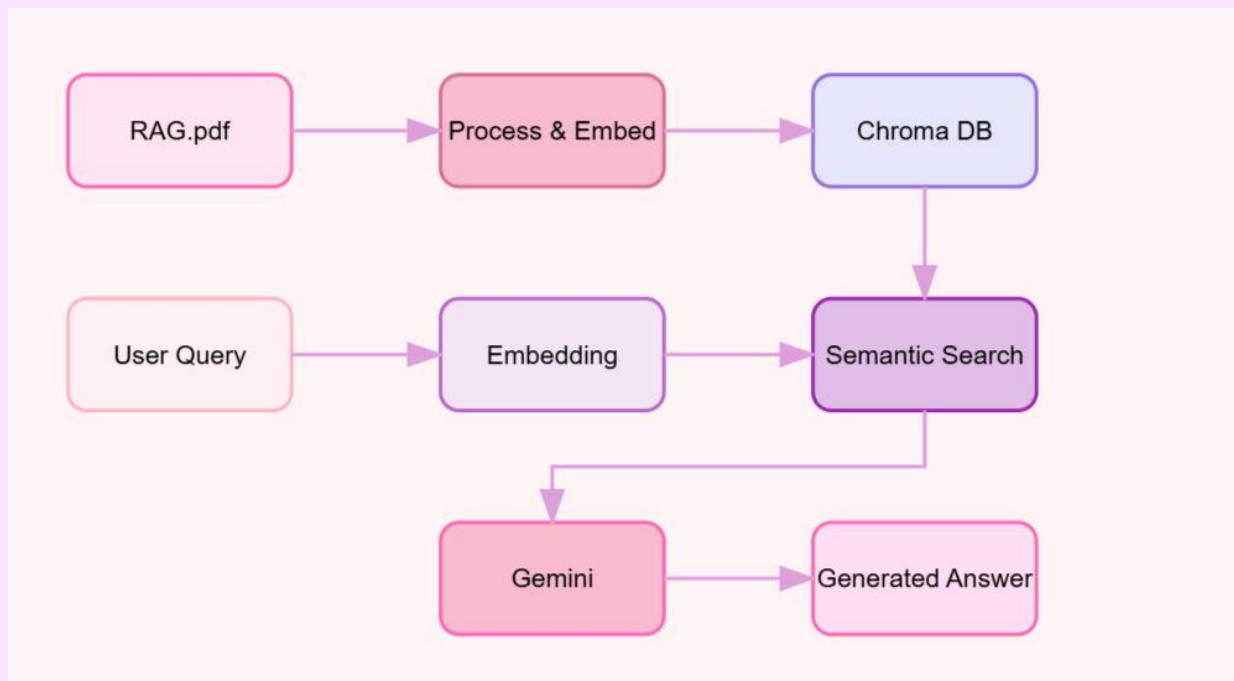 RAG.pdf
Process & Embed
Chroma DB
User Query
Embedding
Semantic Search
Gemini
Generated Answer